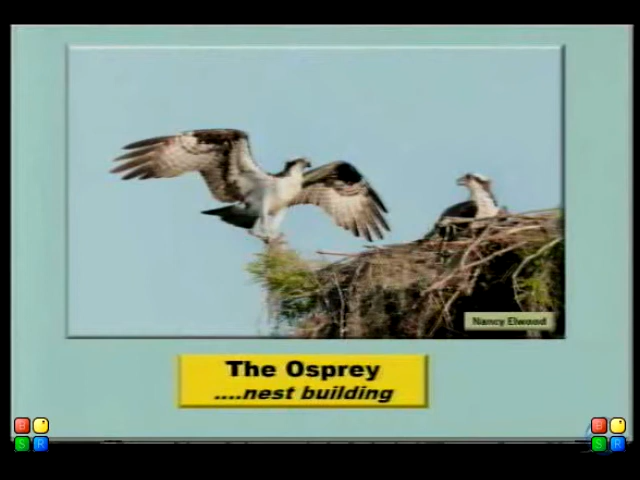 Nancy Elwood
The Osprey
....nest building
B
S R
B
S R